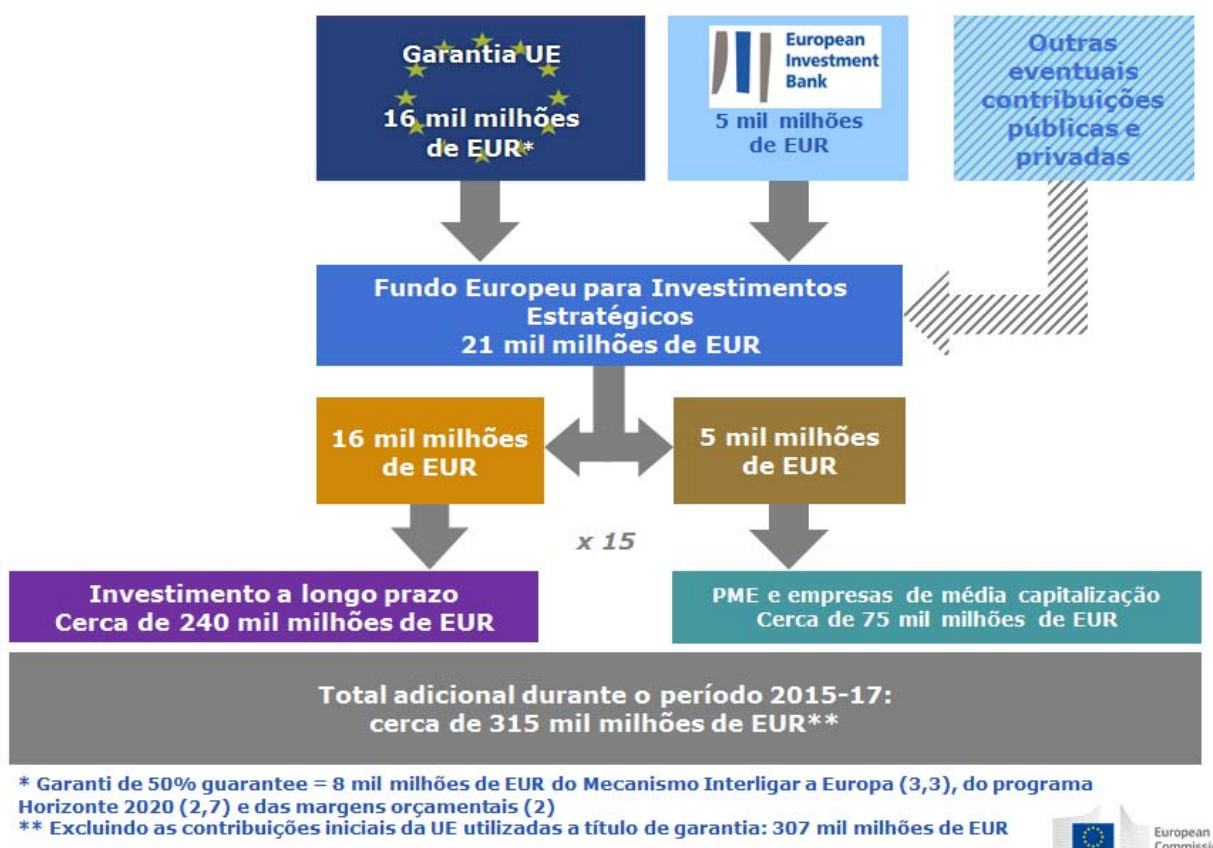 Garantia UE
16 mil milhões
de EUR*
European
Investment
Bank
5 mil milhões
de EUR
Outras
eventuais
contribuições
públicas e
privadas
Fundo Europeu para Investimentos
Estratégicos
21 mil milhões de EUR
16 mil milhões
de EUR
5 mil milhões
de EUR
x 15
Investimento a longo prazo
Cerca de 240 mil milhões de EUR
PME e empresas de média capitalização
Cerca de 75 mil milhões de EUR
Total adicional durante o período 2015-17:
cerca de 315 mil milhões de EUR**
* Garanti de 50% guarantee = 8 mil milhões de EUR do Mecanismo Interligar a Europa (3,3), do programa
Horizonte 2020 (2,7) e das margens orçamentais (2)
** Excluindo as contribuições iniciais da UE utilizadas a título de garantia: 307 mil milhões de EUR
European